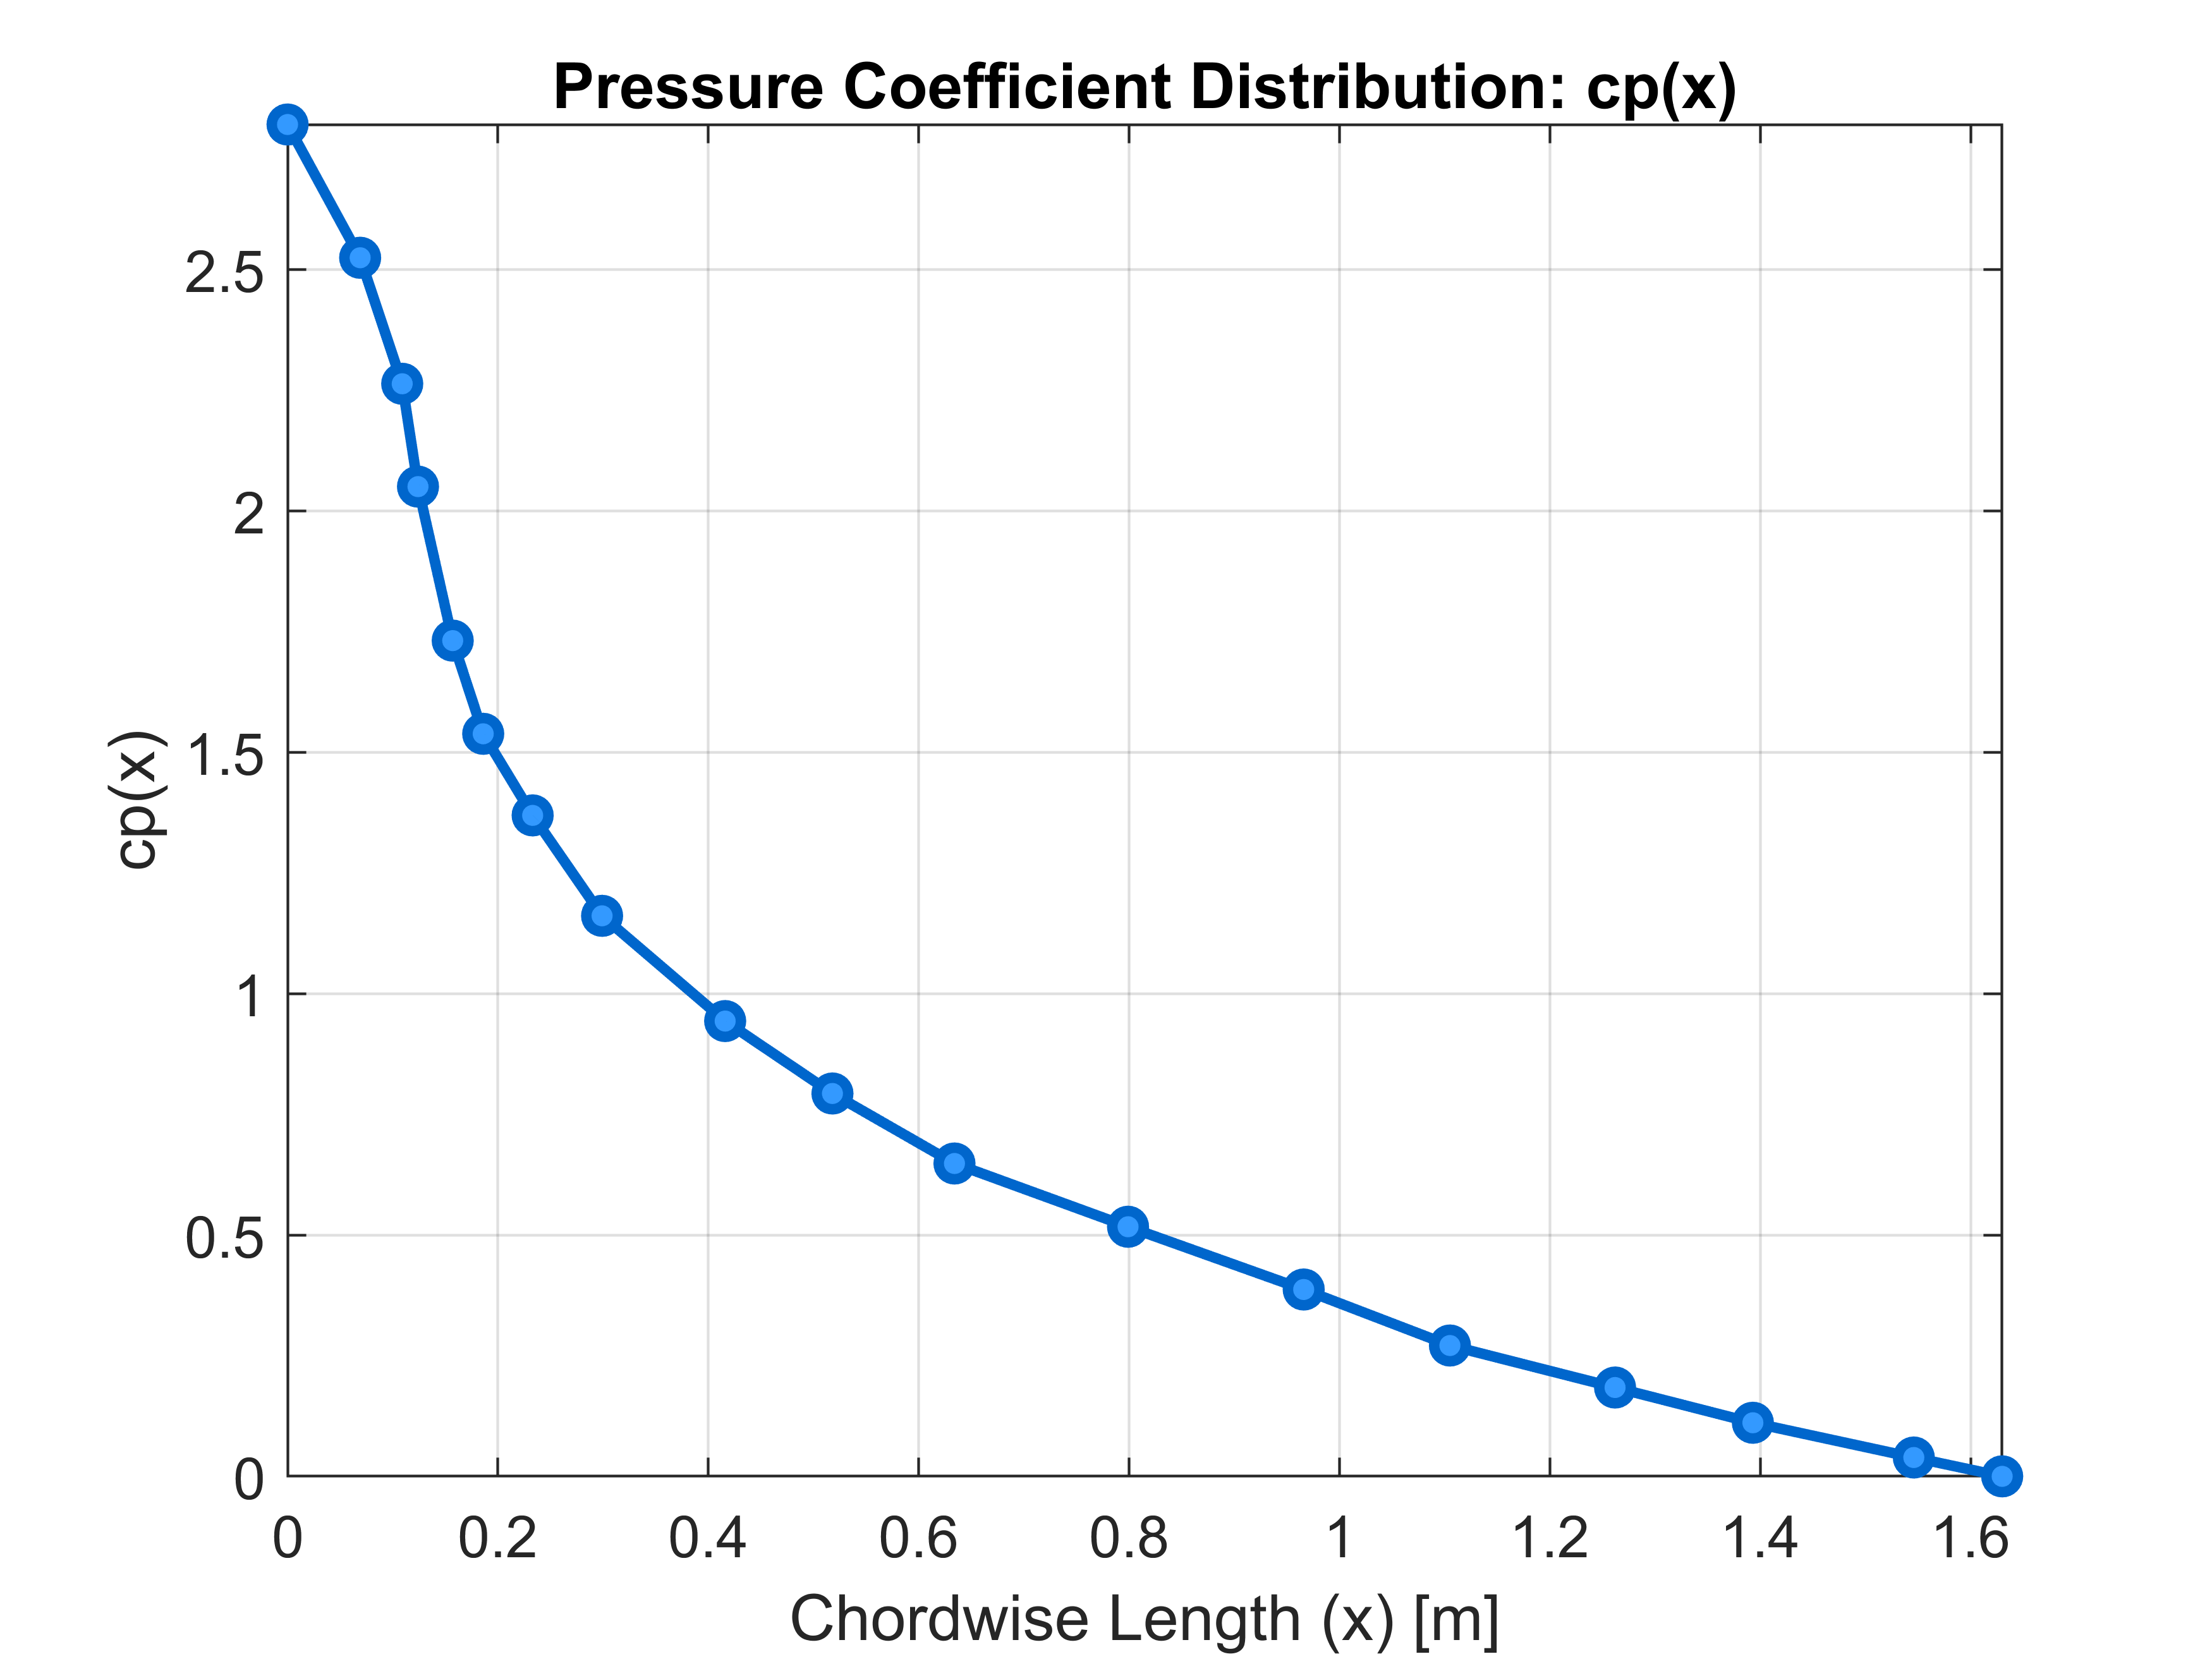 Pressure Coefficient Distribution: cp(x)
2.5
2
1.5
1
0.5
0
cp(x)
0 0.2 0.4 0.6 0.8 1 1.2 1.4 1.6
Chordwise Length (x) [m]